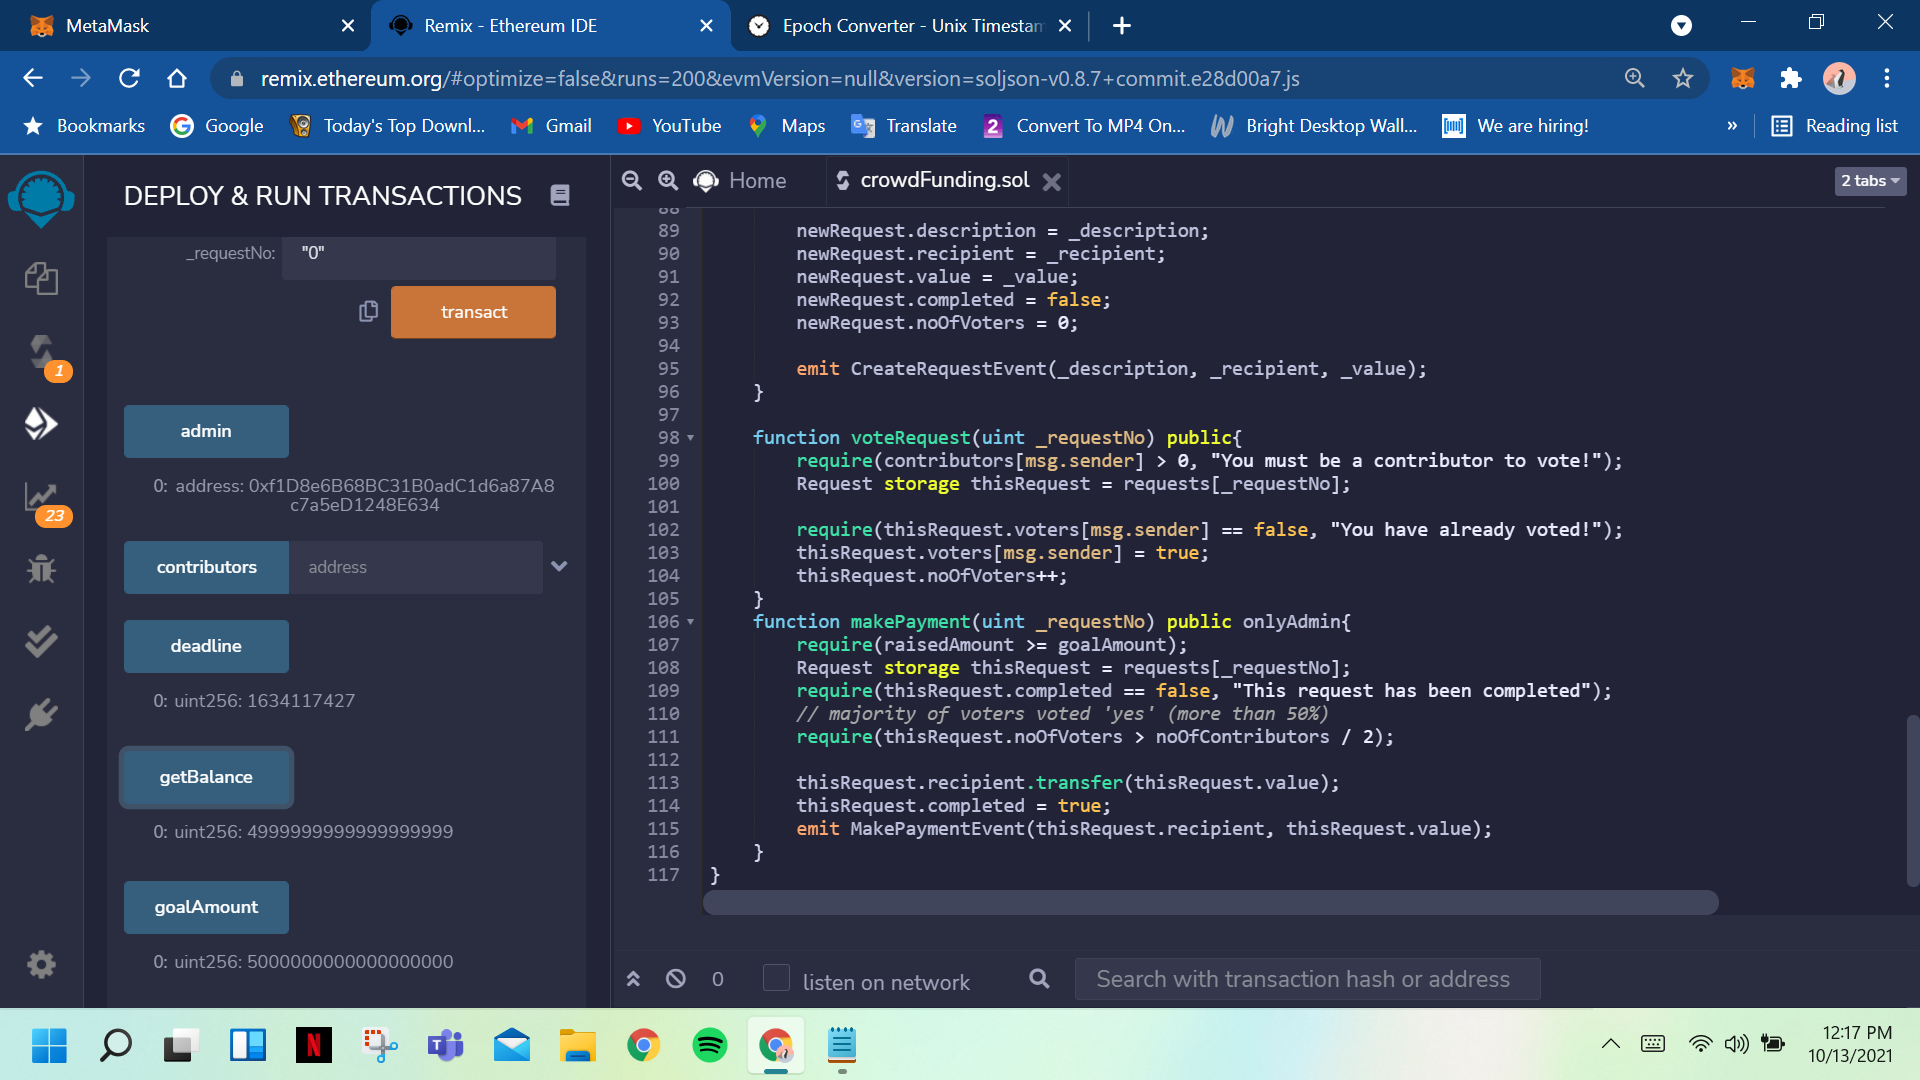 MetaMask
Remix - Ethereum IDE
Epoch Converter - Unix Timestam
remix.ethereum.org/#optimize=false&runs=200&evmVersion=null&version=soljson-v0.8.7+commit.e28d00a7.js
Bookmarks
Google
Today's Top Downl...
Gmail
YouTube
Maps
Translate
2 Convert To MP4 On...
Bright Desktop Wall...
We are hiring!
»
Reading list
DEPLOY & RUN TRANSACTIONS
_requestNo: "0"
transact
1
admin
0: address: 0xf1D8e6B68BC31B0adC1d6a87A8
c7a5eD1248E634
23
contributors address
deadline
0: uint256: 1634117427
getBalance
0: uint256: 4999999999999999999
goalAmount
0: uint256: 5000000000000000000
Home
crowdFunding.sol
2 tabs
88
89 newRequest.description = _description;
90 newRequest.recipient = _recipient;
91 newRequest.value = _value;
92 newRequest.completed = false;
93 newRequest.noOfVoters = 0;
94
95 emit CreateRequestEvent(_description, _recipient, _value);
96 }
97
98 function voteRequest(uint _requestNo) public{
99 require(contributors[msg.sender] > 0, "You must be a contributor to vote!");
100 Request storage thisRequest = requests[_requestNo];
101
102 require(thisRequest.voters[msg.sender] == false, "You have already voted!");
103 thisRequest.voters[msg.sender] = true;
104 thisRequest.noOfVoters++;
105 }
106 function makePayment(uint _requestNo) public onlyAdmin{
107 require(raisedAmount >= goalAmount);
108 Request storage thisRequest = requests[_requestNo];
109 require(thisRequest.completed == false, "This request has been completed");
110 // majority of voters voted 'yes' (more than 50%)
111 require(thisRequest.noOfVoters > noOfContributors / 2);
112
113 thisRequest.recipient.transfer(thisRequest.value);
114 thisRequest.completed = true;
115 emit MakePaymentEvent(thisRequest.recipient, thisRequest.value);
116 }
117 }
0
listen on network
Search with transaction hash or address
12:17 PM
10/13/2021